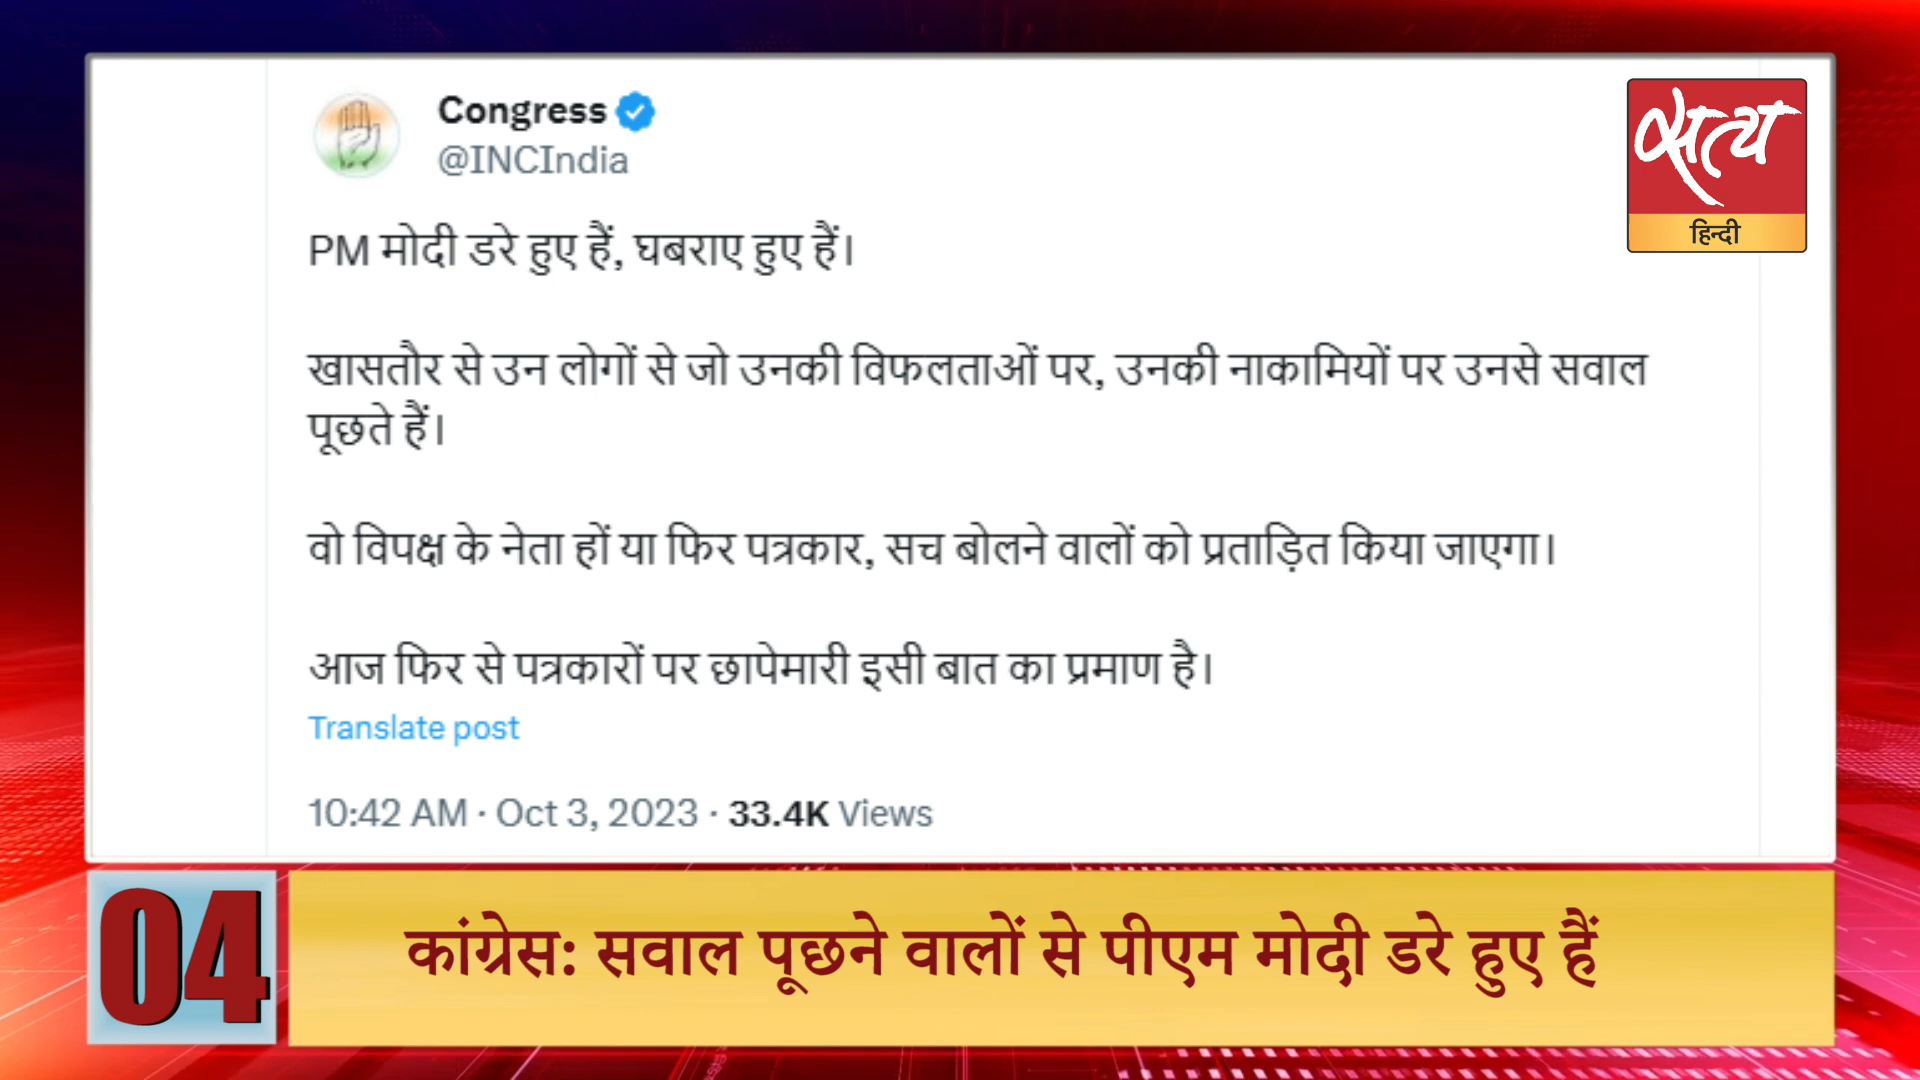 Congress
@INCIndia
सत्य
हिन्दी
PM मोदी डरे हुए हैं, घबराए हुए हैं।
खासतौर से उन लोगों से जो उनकी विफलताओं पर, उनकी नाकामियों पर उनसे सवाल
पूछते हैं।
वो विपक्ष के नेता हों या फिर पत्रकार, सच बोलने वालों को प्रताड़ित किया जाएगा।
आज फिर से पत्रकारों पर छापेमारी इसी बात का प्रमाण है।
Translate post
10:42 AM · Oct 3, 2023 · 33.4K Views
04
कांग्रेस: सवाल पूछने वालों से पीएम मोदी डरे हुए हैं